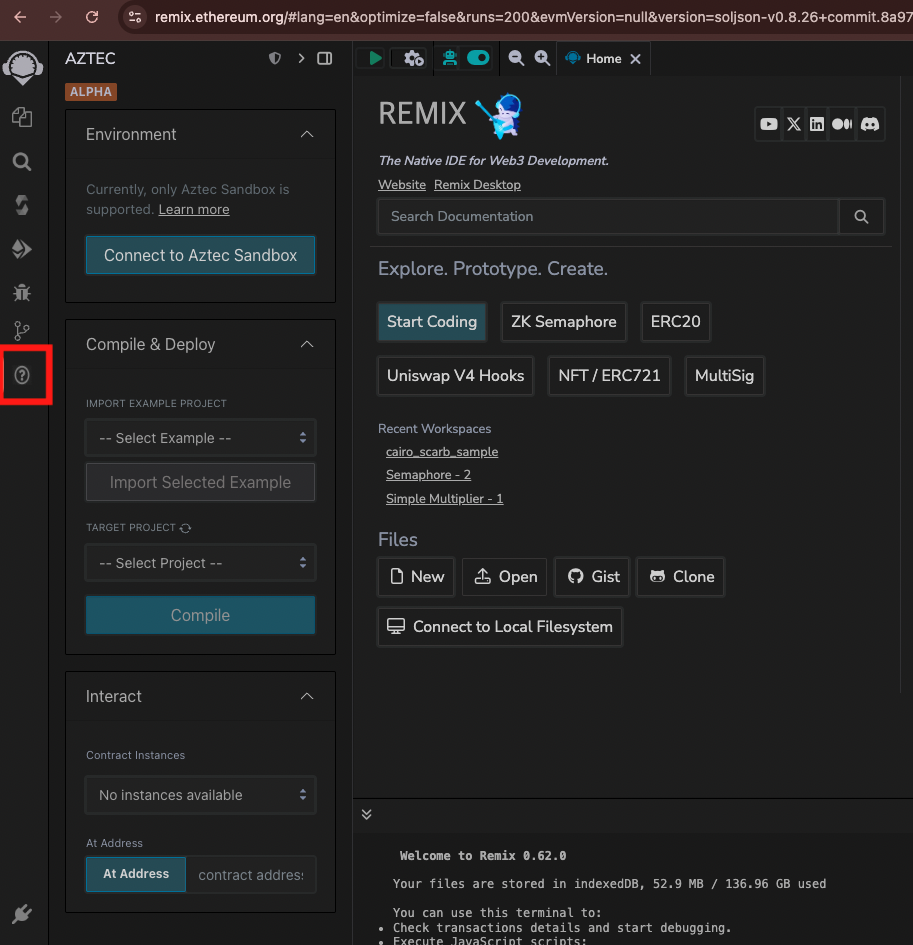 remix.ethereum.org/#lang=en&optimize=false&runs=200&evmVersion=null&version=soljson-v0.8.26+commit.8a97
AZTEC
ALPHA
Environment
Currently, only Aztec Sandbox is
supported. Learn more
Connect to Aztec Sandbox
Compile & Deploy
IMPORT EXAMPLE PROJECT
-- Select Example --
Import Selected Example
TARGET PROJECT
-- Select Project --
Compile
Interact
Contract Instances
No instances available
At Address
At Address contract address
Home
REMIX
The Native IDE for Web3 Development.
Website Remix Desktop
Search Documentation
Explore. Prototype. Create.
Start Coding ZK Semaphore ERC20
Uniswap V4 Hooks NFT / ERC721 MultiSig
Recent Workspaces
cairo_scarb_sample
Semaphore - 2
Simple Multiplier - 1
Files
New Open Gist Clone
Connect to Local Filesystem
Welcome to Remix 0.62.0
Your files are stored in indexedDB, 52.9 MB / 136.96 GB used
You can use this terminal to:
• Check transactions details and start debugging.
• Execute JavaScript scripts: